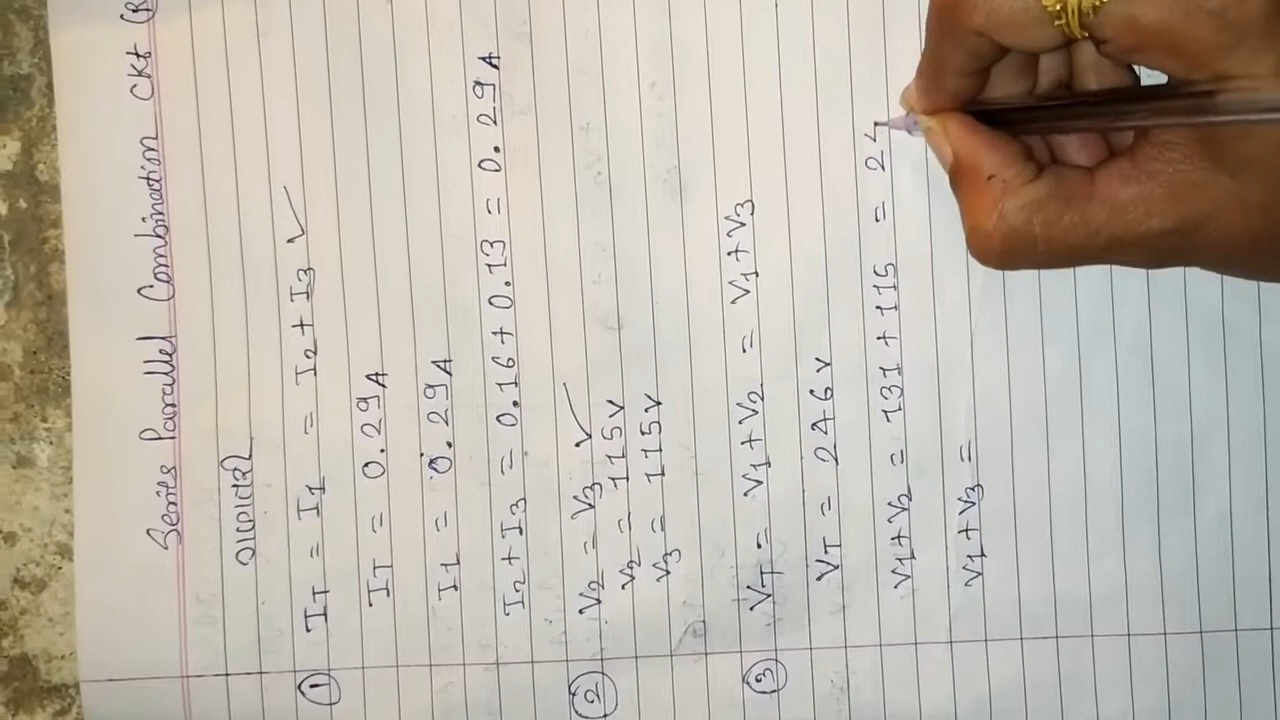 Series Parallel Combination Ckt (R
① IT = I1 = I2 + I3 ✓
IT = 0.29A
I1 = 0.29A
I2 + I3 = 0.16 + 0.13 = 0.29A
② V2 = V3 ✓
V2 = 115V
V3 = 115V
③ VT = V1 + V2 = V1 + V3
VT = 246V
V1 + V2 = 131 + 115 = 24
V1 + V3 =